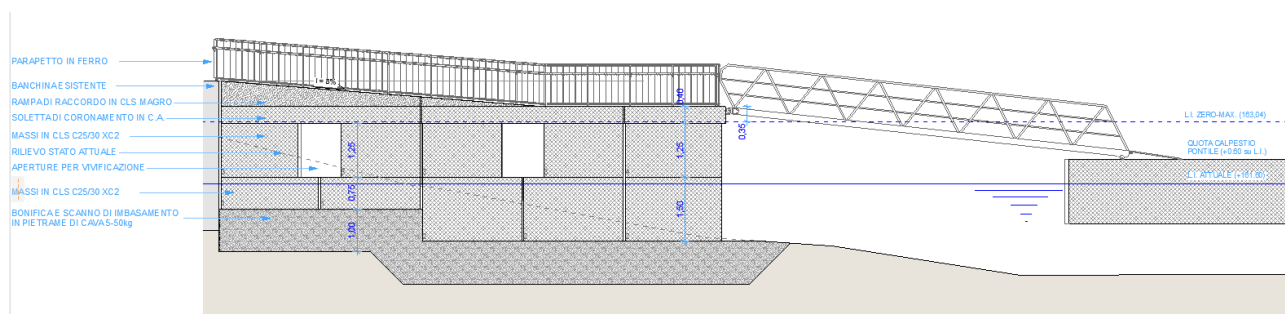 PARAPETTO IN FERRO
BANCHINA ESISTENTE
RAMPA DI RACCORDO IN CLS MAGRO
SOLETTA DI CORONAMENTO IN C.A.
MASSI IN CLS C25/30 XC2
RILIEVO STATO ATTUALE
APERTURE PER VIVIFICAZIONE
MASSI IN CLS C25/30 XC2
BONIFICA E SCANNO DI IMBASAMENTO
IN PIETRAME DI CAVA 5-50kg
i = 8%
1,25
0,75
1,00
0,40
1,25
1,50
0,35
L.I. ZERO-MAX. (163,04)
QUOTA CALPESTIO
PONTILE (+0.60 su L.I.)
L.I. ATTUALE (+161,60)